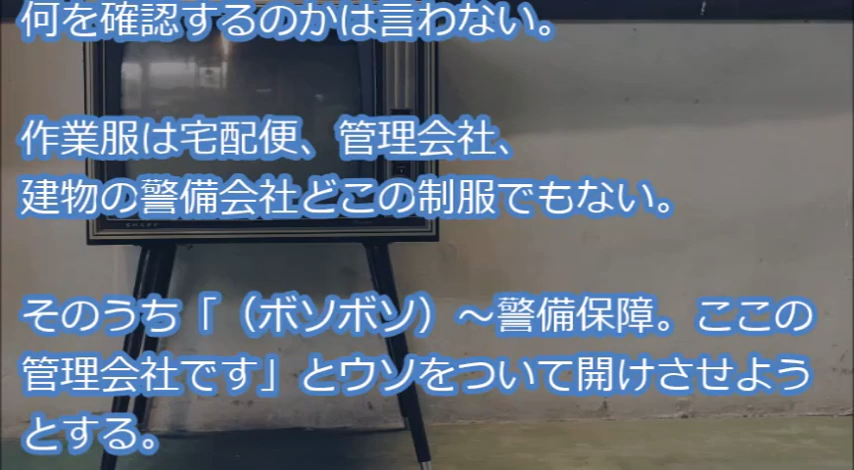 何を確認するのかは言わない。
作業服は宅配便、管理会社、
建物の警備会社どこの制服でもない。
そのうち「（ボソボソ）～警備保障。ここの
管理会社です」とウソをついて開けさせよう
とする。
SHARP